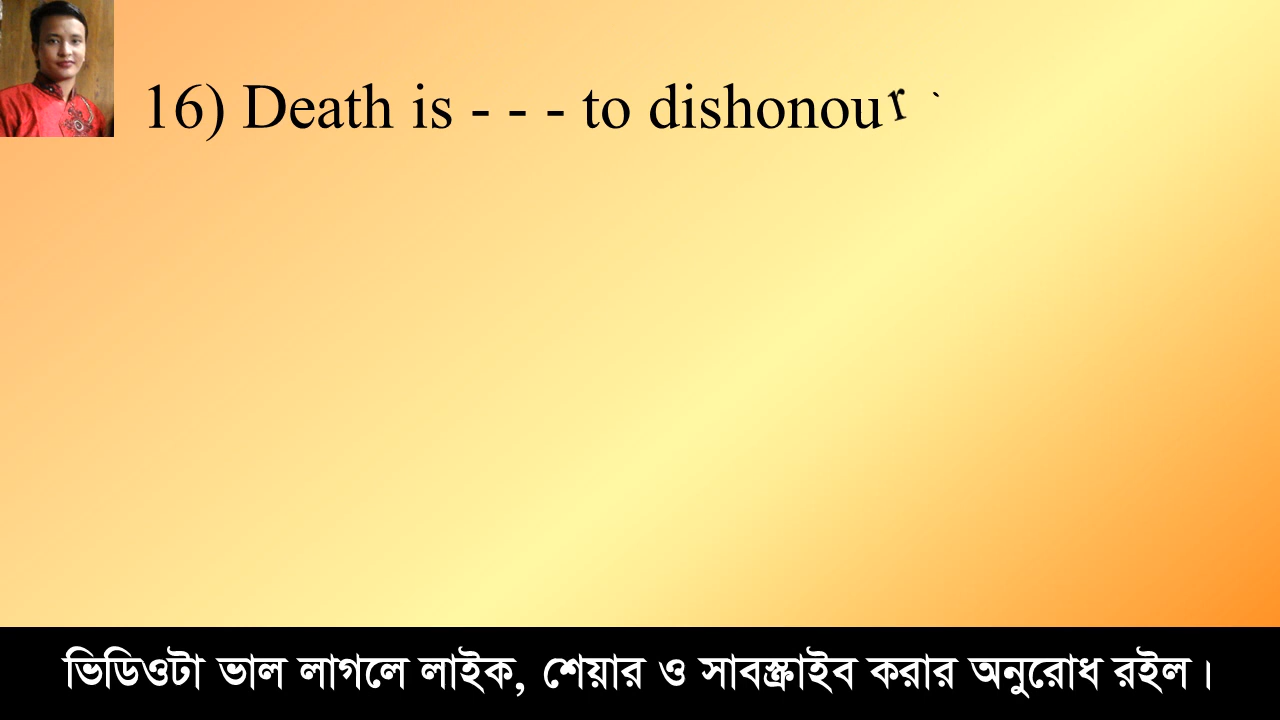 16) Death is - - - to dishonour .
ভিডিওটা ভাল লাগলে লাইক, শেয়ার ও সাবস্ক্রাইব করার অনুরোধ রইল।